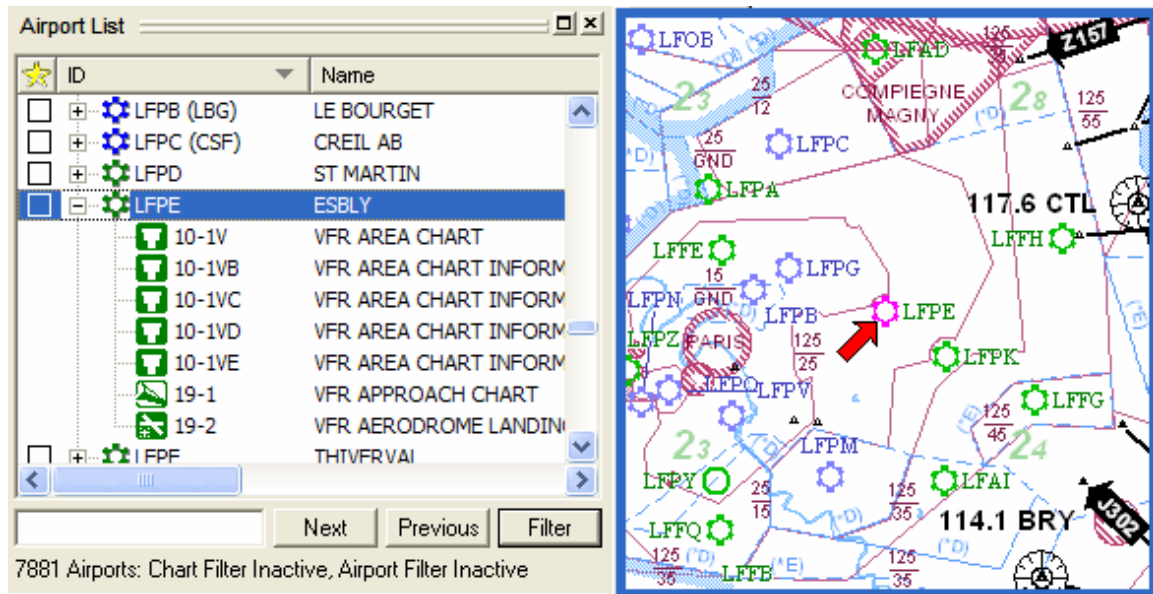 Airport List
ID Name
LFPB (LBG) LE BOURGET
LFPC (CSF) CREIL AB
LFPD ST MARTIN
LFPE ESBLY
10-1V VFR AREA CHART
10-1VB VFR AREA CHART INFORM
10-1VC VFR AREA CHART INFORM
10-1VD VFR AREA CHART INFORM
10-1VE VFR AREA CHART INFORM
19-1 VFR APPROACH CHART
19-2 VFR AERODROME LANDIN
THIVERVAL
Next Previous Filter
7881 Airports: Chart Filter Inactive, Airport Filter Inactive
LFOB
LFAD
Z157
23
25
12
COMPIEGNE
MAGNY
28
125
55
25
GND
LFPC
LFPA
117.6 CTL
LFFH
LFFE
LFPG
15
GND
LFPN
LFPB
LFPE
LFPZ
PARIS
125
25
LFPK
LFPV
LFFG
125
45
(*E)
23
(*D)
LFPM
24
LFPY
25
15
125
35
LFAI
114.1 BRY
J302
LFFQ
(*D)
(*D)
125
35
(*D)
LFFB
(*E)
125
35